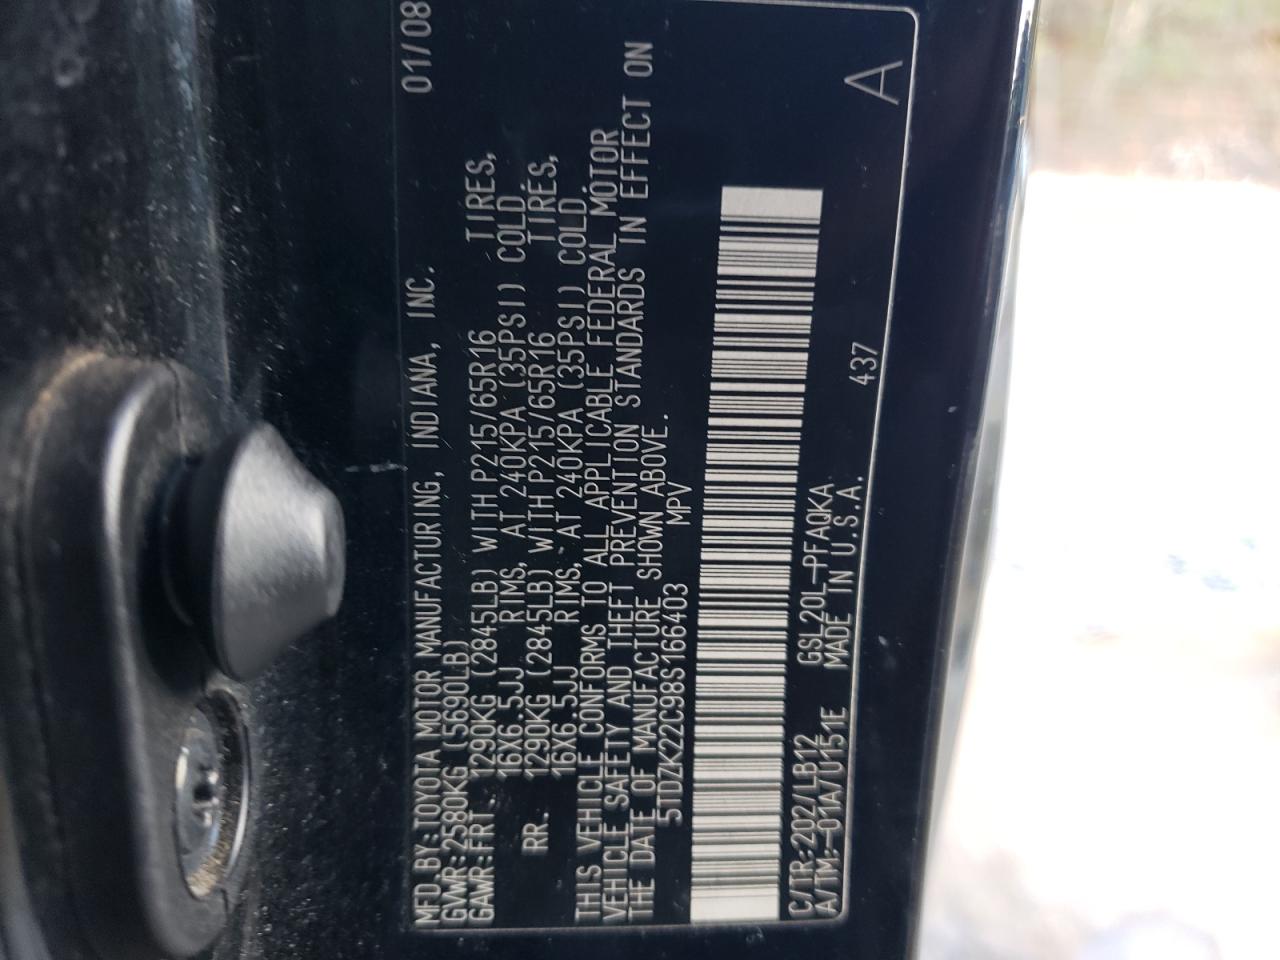 MFD.BY:TOYOTA MOTOR MANUFACTURING, INDIANA, INC. 01/08
GVWR:2580KG (5690LB)
GAWR:FRT. 1290KG (2845LB) WITH P215/65R16 TIRES,
16X6.5JJ RIMS, AT 240KPA (35PSI) COLD.
RR. 1290KG (2845LB) WITH P215/65R16 TIRES,
16X6.5JJ RIMS, AT 240KPA (35PSI) COLD.
THIS VEHICLE CONFORMS TO ALL APPLICABLE FEDERAL MOTOR
VEHICLE SAFETY AND THEFT PREVENTION STANDARDS IN EFFECT ON
THE DATE OF MANUFACTURE SHOWN ABOVE.
5TDZK22C98S166403 MPV
C/TR:202/LB12 GSL20L-PFAQKA A
A/TM:-01A/U151E MADE IN U.S.A. 437